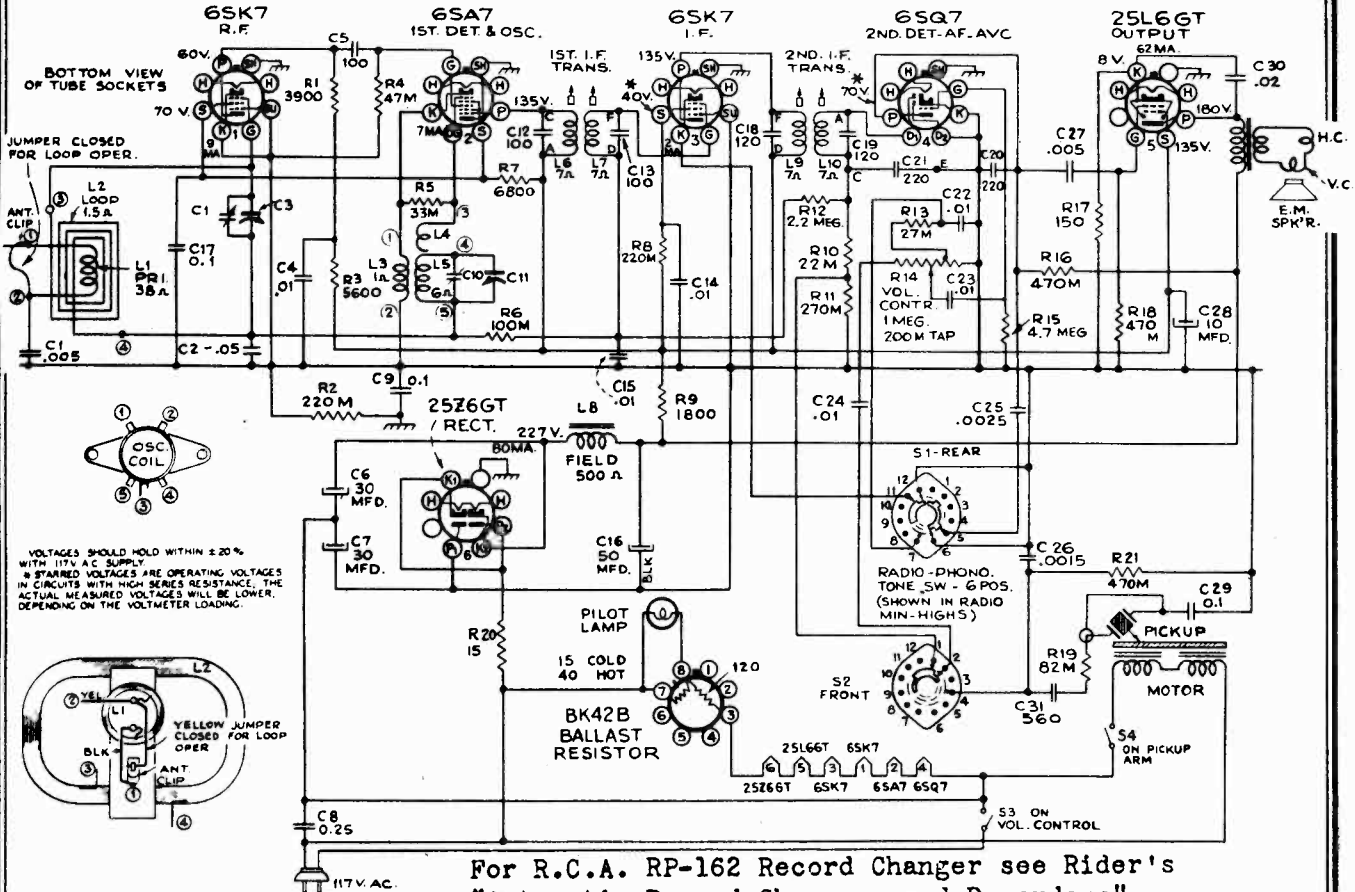 6SK7
R.F.
6SA7
1ST. DET. & OSC.
6SK7
I.F.
6SQ7
2ND. DET-AF-AVC
25L6GT
OUTPUT
62 MA.
BOTTOM VIEW
OF TUBE SOCKETS
60V.
70 V.
9
MA
C5
100
R1
3900
R4
47M
7MA
135V.
1ST. I.F.
TRANS.
C12
100
L6
7Ω
L7
7Ω
C13
100
135V.
* 40V.
2
MA
2ND. I.F.
TRANS.
* 70V.
C18
120
L9
7Ω
L10
7Ω
C19
120
C21
220
C20
220
C27
.005
8V.
180V.
135V.
C30
.02
H.C.
V.C.
E.M.
SPK'R.
JUMPER CLOSED
FOR LOOP OPER.
ANT.
CLIP
L2
LOOP
1.5Ω
L1
PRI.
38Ω
C1
.005
C17
0.1
C1
C3
C4
.01
C2-.05
R3
5600
R7
6800
R5
33M
L3
1Ω
L4
L5
6Ω
C10
C11
R6
100M
R8
220M
C14
.01
C15
.01
R9
1800
R12
2.2 MEG.
R10
22M
R11
270M
R13
27M
C22
.01
R14
VOL.
CONTR.
1 MEG.
200M TAP
C23
.01
R15
4.7 MEG
R16
470M
R17
150
R18
470
M
C28
10
MFD.
R2
220M
C9 0.1
25Z6GT
RECT.
80MA.
227V.
L8
FIELD
500 Ω
C6
30
MFD.
C7
30
MFD.
C16
50
MFD.
BLK
C24
.01
C25
.0025
S1-REAR
RADIO-PHONO.
TONE SW - 6 POS.
(SHOWN IN RADIO
MIN-HIGHS)
C26
.0015
R21
470M
C29
0.1
PICKUP
MOTOR
R19
82M
C31
560
S2
FRONT
S4
ON PICKUP
ARM
OSC.
COIL
VOLTAGES SHOULD HOLD WITHIN ± 20 %
WITH 117V A C SUPPLY.
* STARRED VOLTAGES ARE OPERATING VOLTAGES
IN CIRCUITS WITH HIGH SERIES RESISTANCE, THE
ACTUAL MEASURED VOLTAGES WILL BE LOWER,
DEPENDING ON THE VOLTMETER LOADING.
L2
YEL.
L1
BLK
YELLOW JUMPER
CLOSED FOR LOOP
OPER
ANT.
CLIP
R20
15
PILOT
LAMP
15 COLD
40 HOT
120
BK42B
BALLAST
RESISTOR
25L6GT 6SK7
25Z6GT 6SK7 6SA7 6SQ7
S3 ON
VOL. CONTROL
C8
0.25
117V. AC.
For R.C.A. RP-162 Record Changer see Rider's